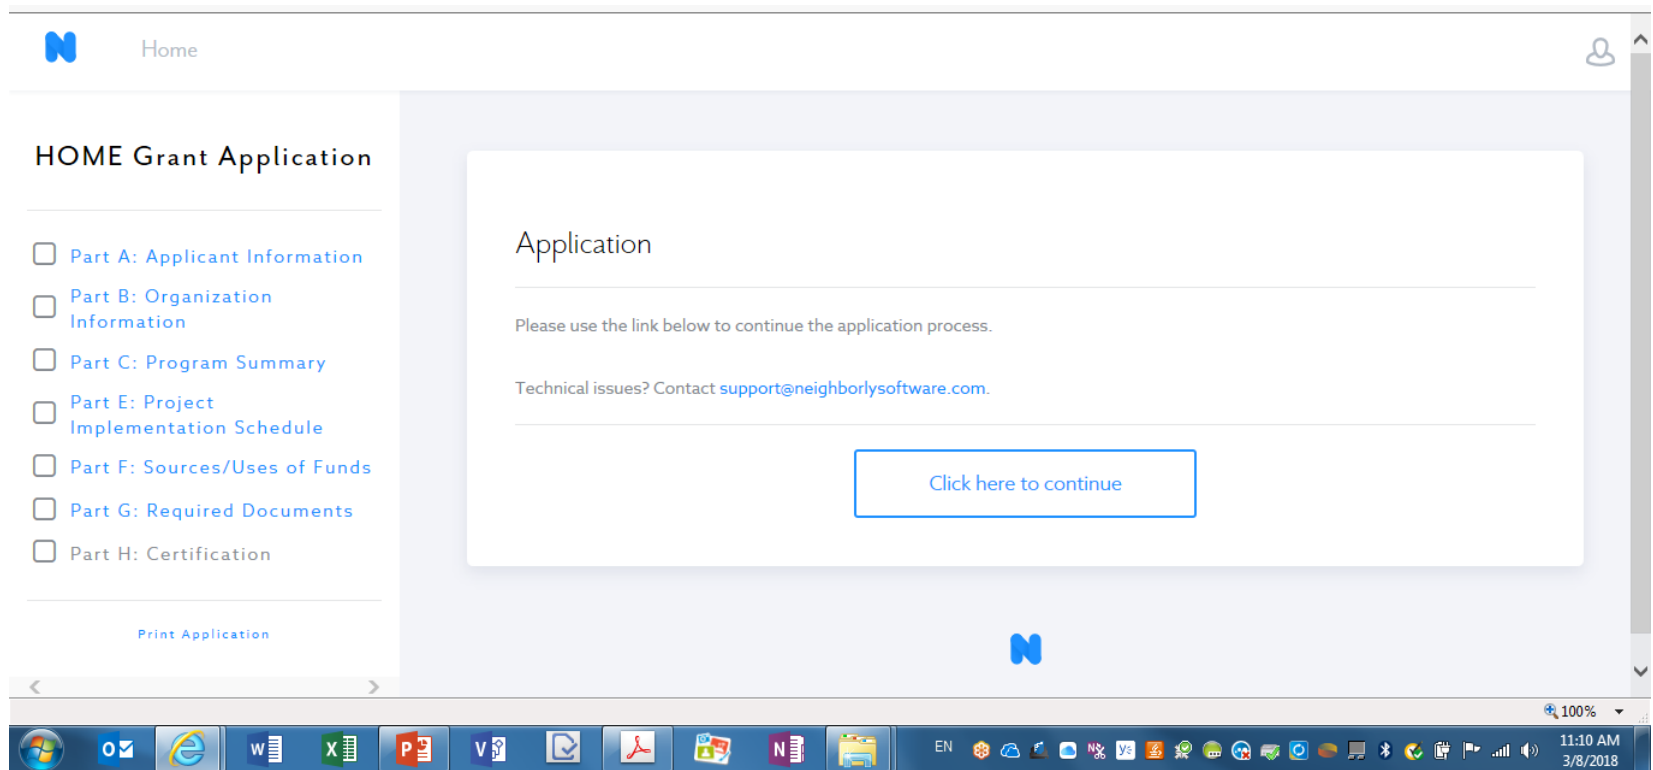 Home
HOME Grant Application
Part A: Applicant Information
Part B: Organization
Information
Part C: Program Summary
Part E: Project
Implementation Schedule
Part F: Sources/Uses of Funds
Part G: Required Documents
Part H: Certification
Print Application
Application
Please use the link below to continue the application process.
Technical issues? Contact support@neighborlysoftware.com.
Click here to continue
100%
EN
11:10 AM
3/8/2018